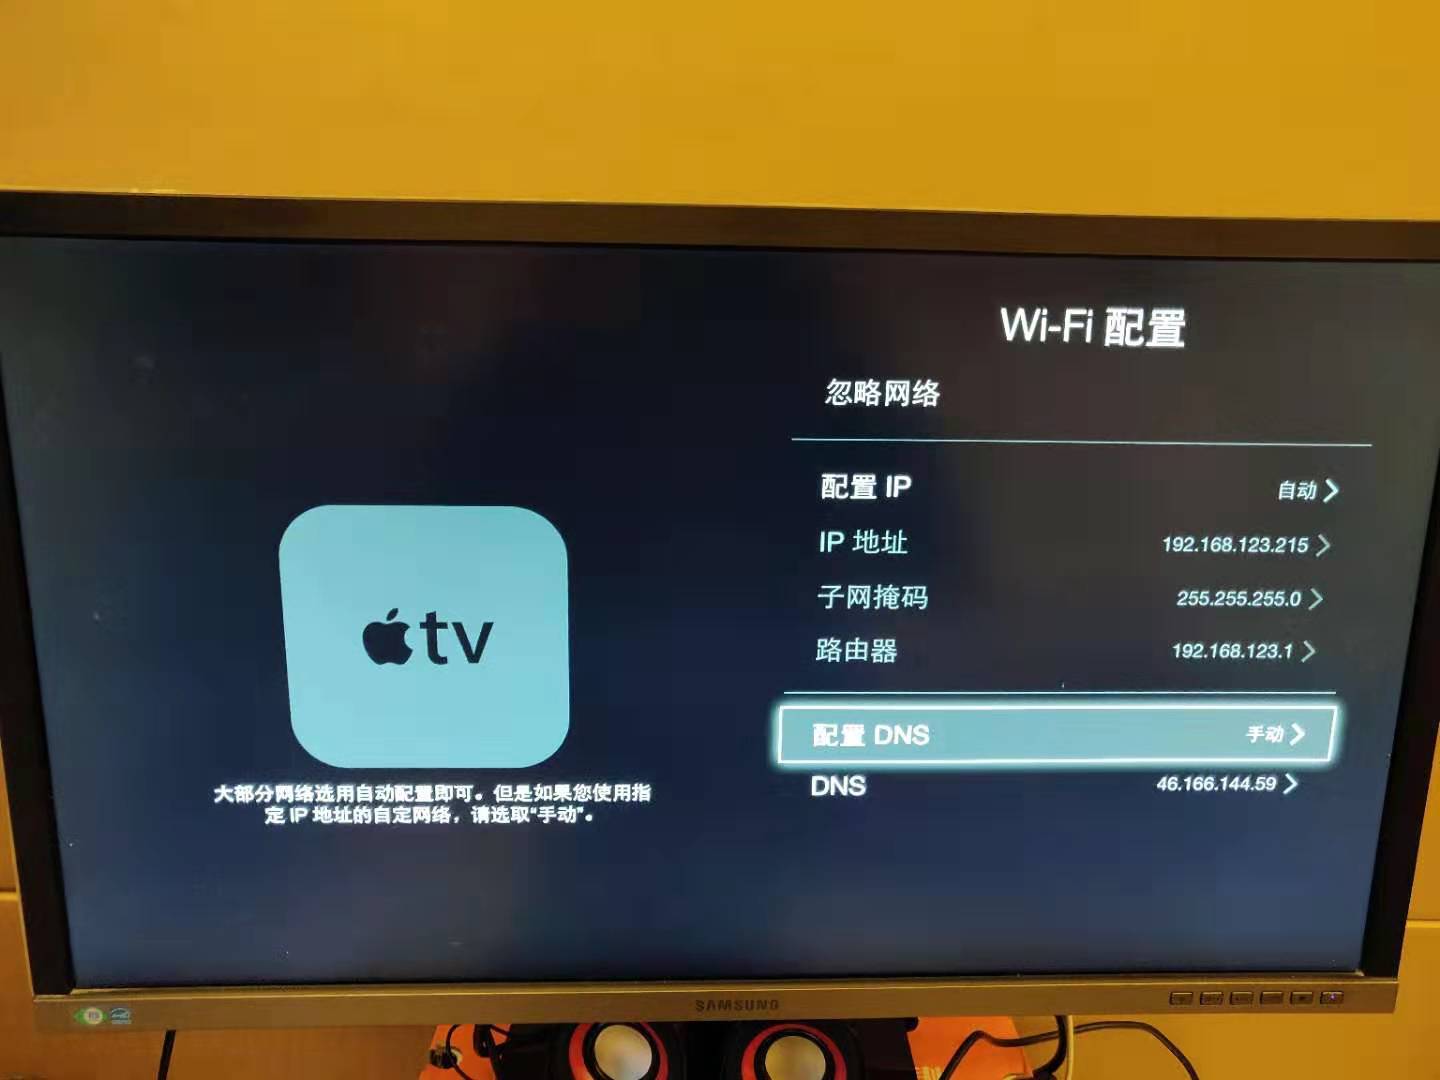 Wi-Fi 配置
忽略网络
配置 IP 自动
IP 地址 192.168.123.215
子网掩码 255.255.255.0
路由器 192.168.123.1
配置 DNS 手动
DNS 46.166.144.59
tv
大部分网络选用自动配置即可。但是如果您使用指
定 IP 地址的自定网络，请选取“手动”。
SAMSUNG